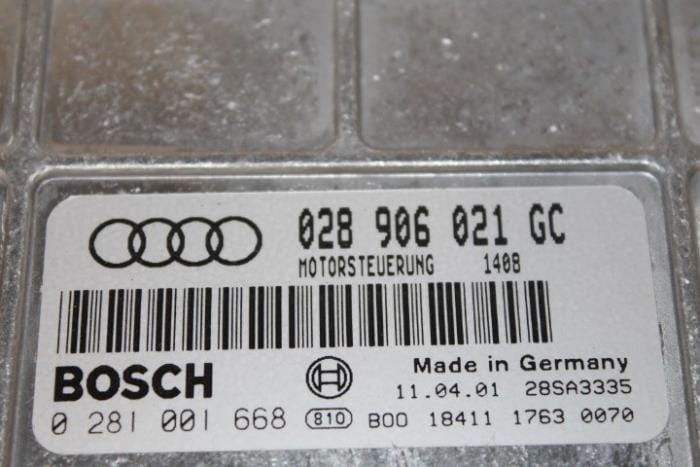 028 906 021 GC
MOTORSTEUERUNG 1408
BOSCH
Made in Germany
11.04.01 28SA3335
0 281 001 668 810 B00 18411 1763 0070